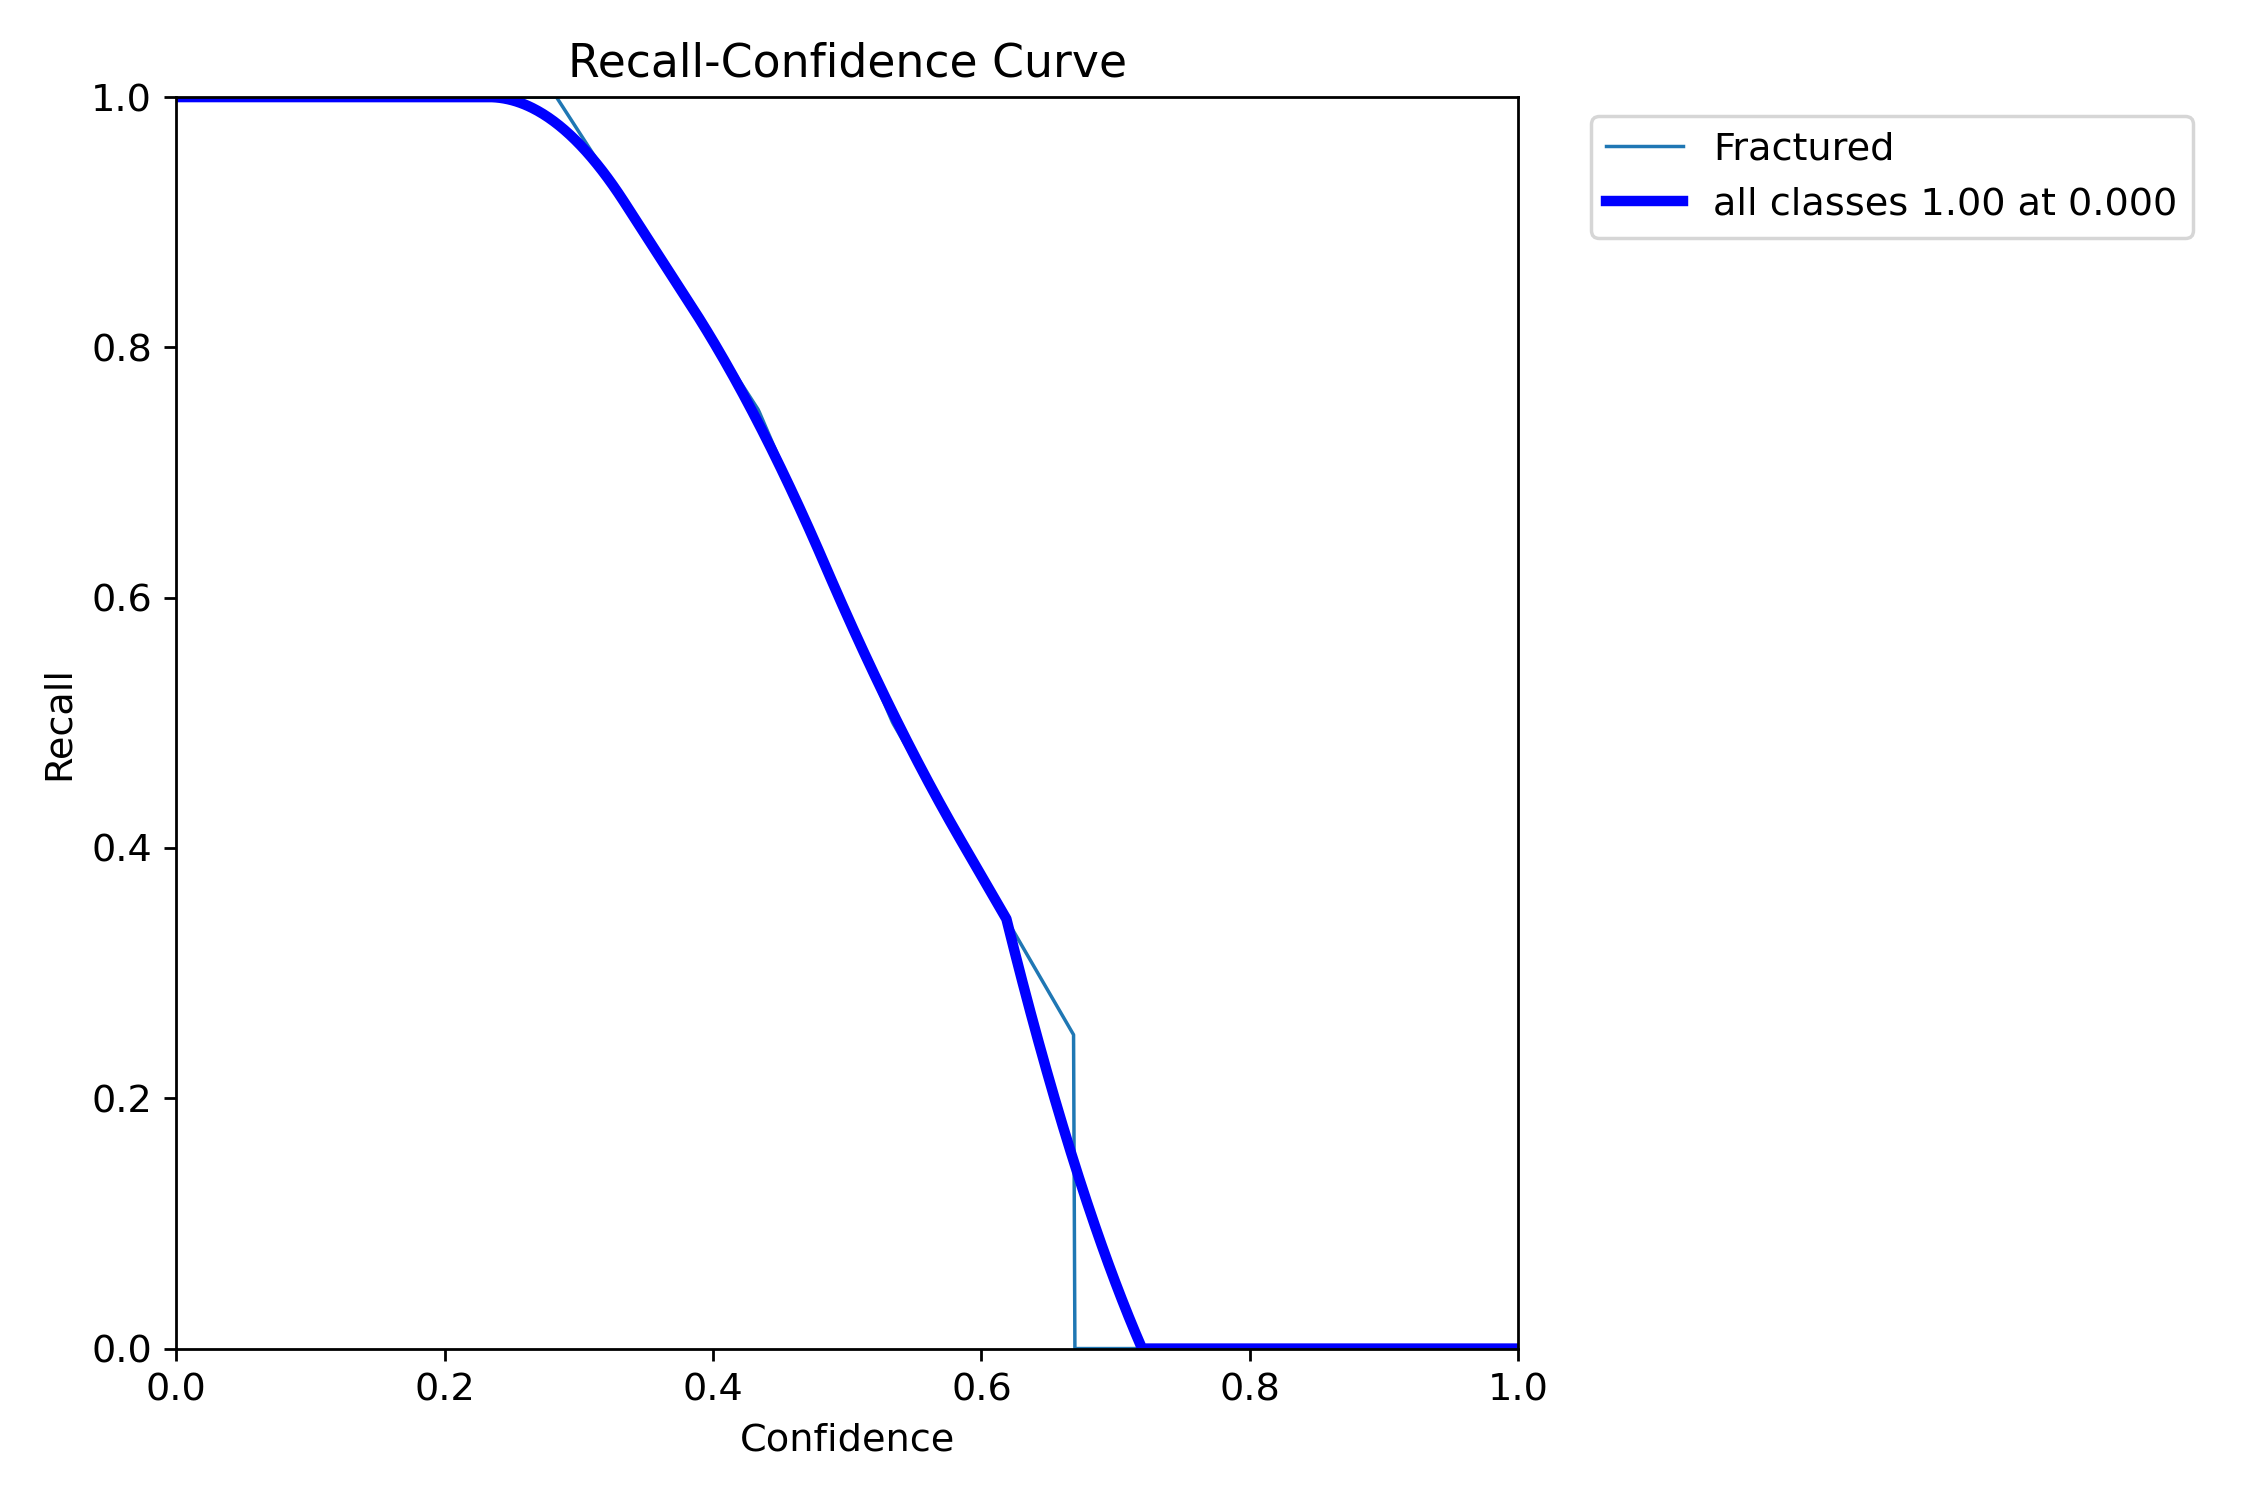 Recall-Confidence Curve
1.0
0.8
0.6
0.4
0.2
0.0
Recall
0.0 0.2 0.4 0.6 0.8 1.0
Confidence
Fractured
all classes 1.00 at 0.000